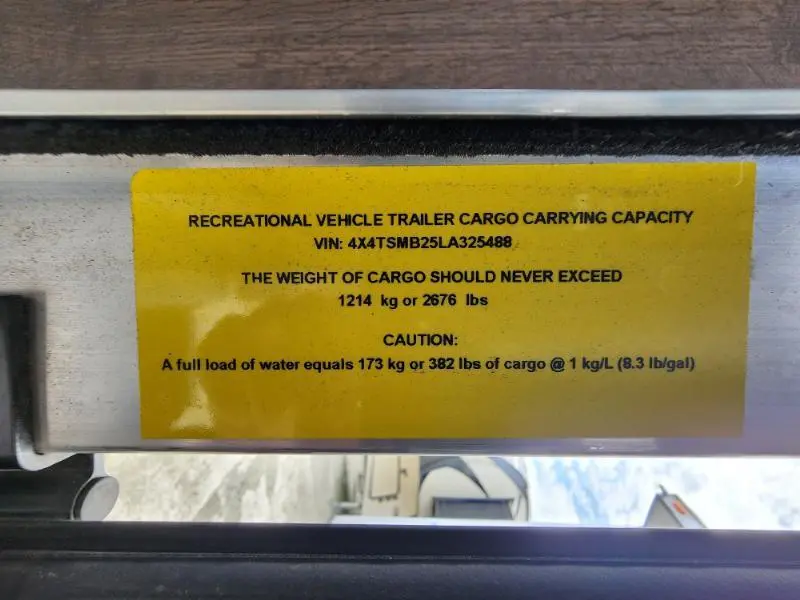 RECREATIONAL VEHICLE TRAILER CARGO CARRYING CAPACITY
VIN: 4X4TSMB25LA325488
THE WEIGHT OF CARGO SHOULD NEVER EXCEED
1214 kg or 2676 lbs
CAUTION:
A full load of water equals 173 kg or 382 lbs of cargo @ 1 kg/L (8.3 lb/gal)